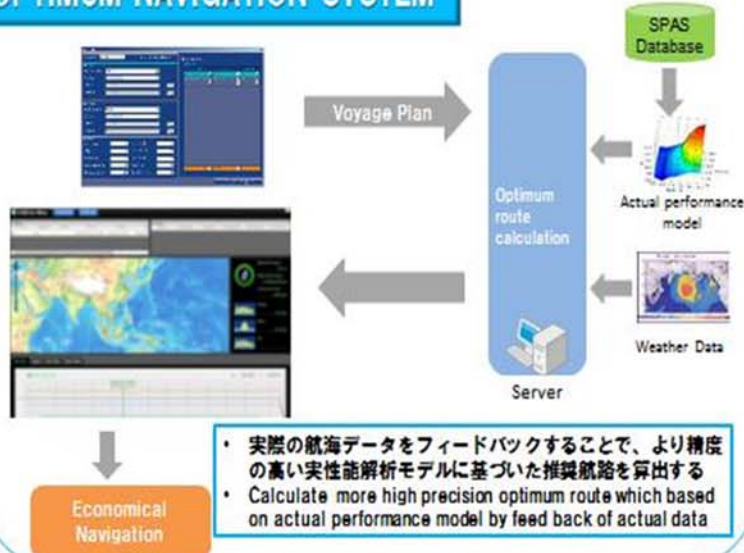 OPTIMUM NAVIGATION SYSTEM
SPAS
Database
Voyage Plan
Optimum
route
calculation
Actual performance
model
Weather Data
Server
Economical
Navigation
• 実際の航海データをフィードバックすることで、より精度
の高い実性能解析モデルに基づいた推奨航路を算出する
• Calculate more high precision optimum route which based
on actual performance model by feed back of actual data